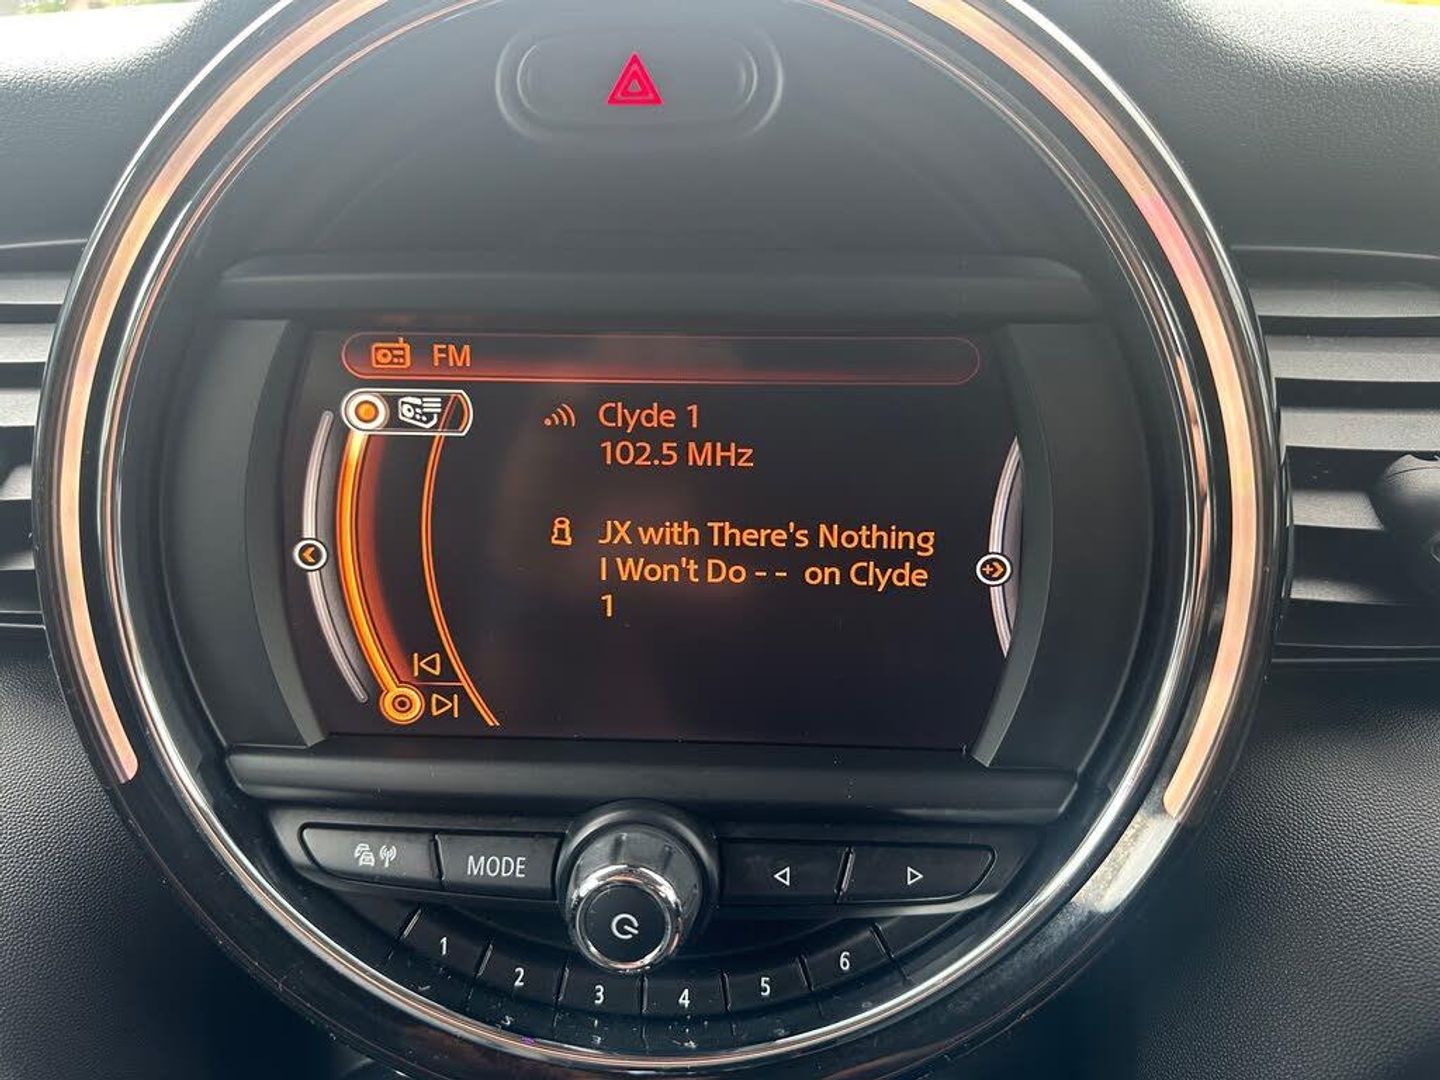 FM
Clyde 1
102.5 MHz
JX with There's Nothing
I Won't Do - -  on Clyde
1
MODE
1
2
3
4
5
6